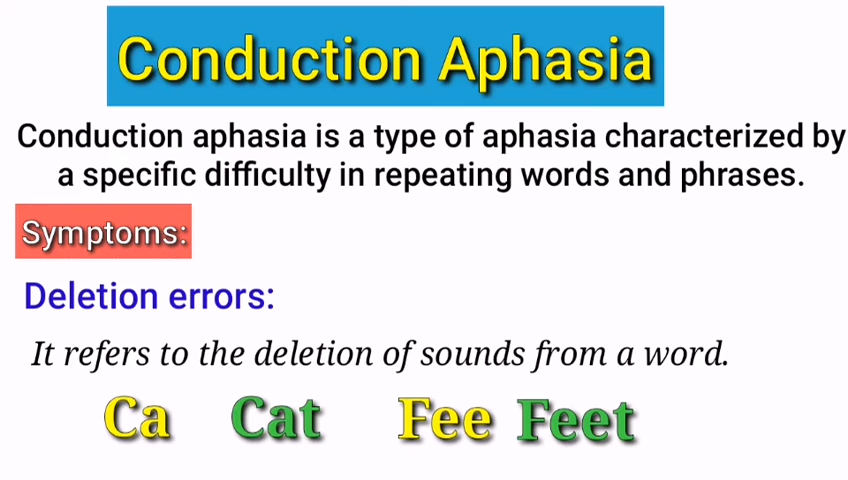 Conduction Aphasia
Conduction aphasia is a type of aphasia characterized by
a specific difficulty in repeating words and phrases.
Symptoms:
Deletion errors:
It refers to the deletion of sounds from a word.
Ca Cat Fee Feet